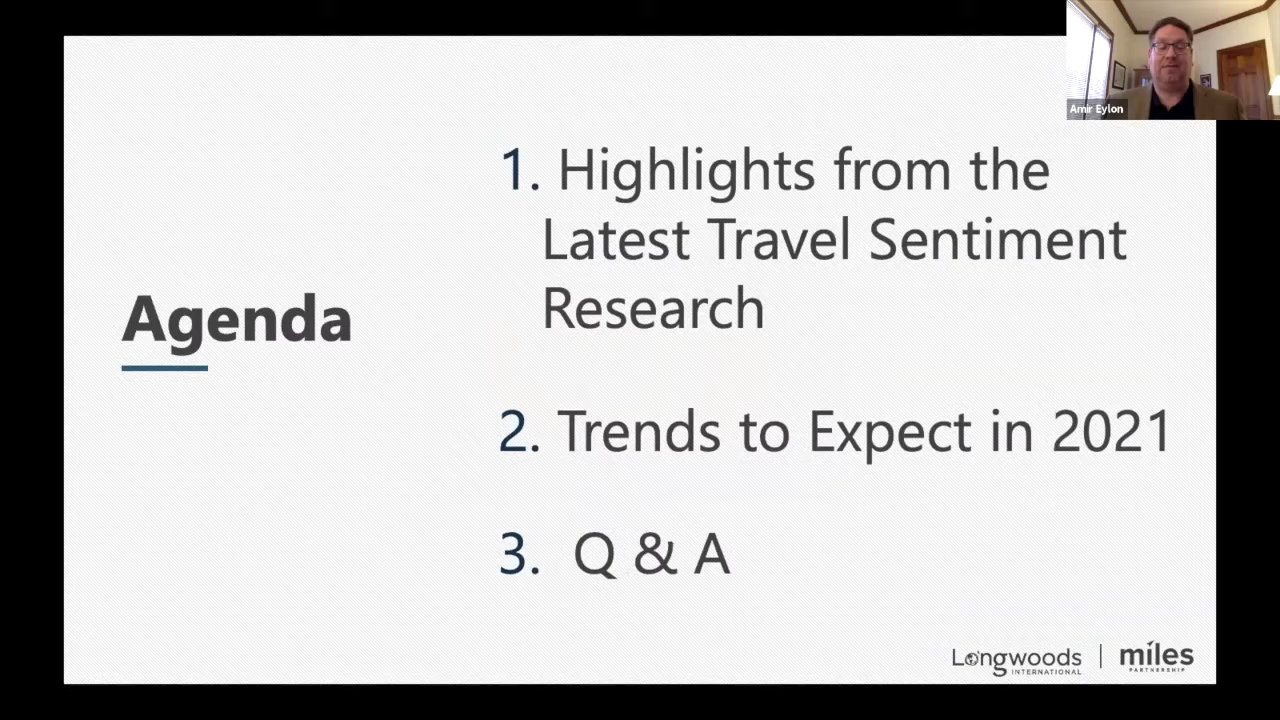 Amir Eylon
Agenda
1. Highlights from the
Latest Travel Sentiment
Research
2. Trends to Expect in 2021
3. Q & A
Longwoods
INTERNATIONAL
miles
PARTNERSHIP